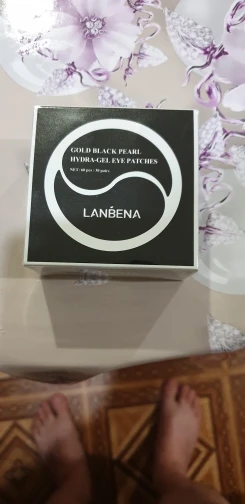 GOLD BLACK PEARL
HYDRA-GEL EYE PATCHES
NET: 60 pcs / 30 pairs
LANBENA